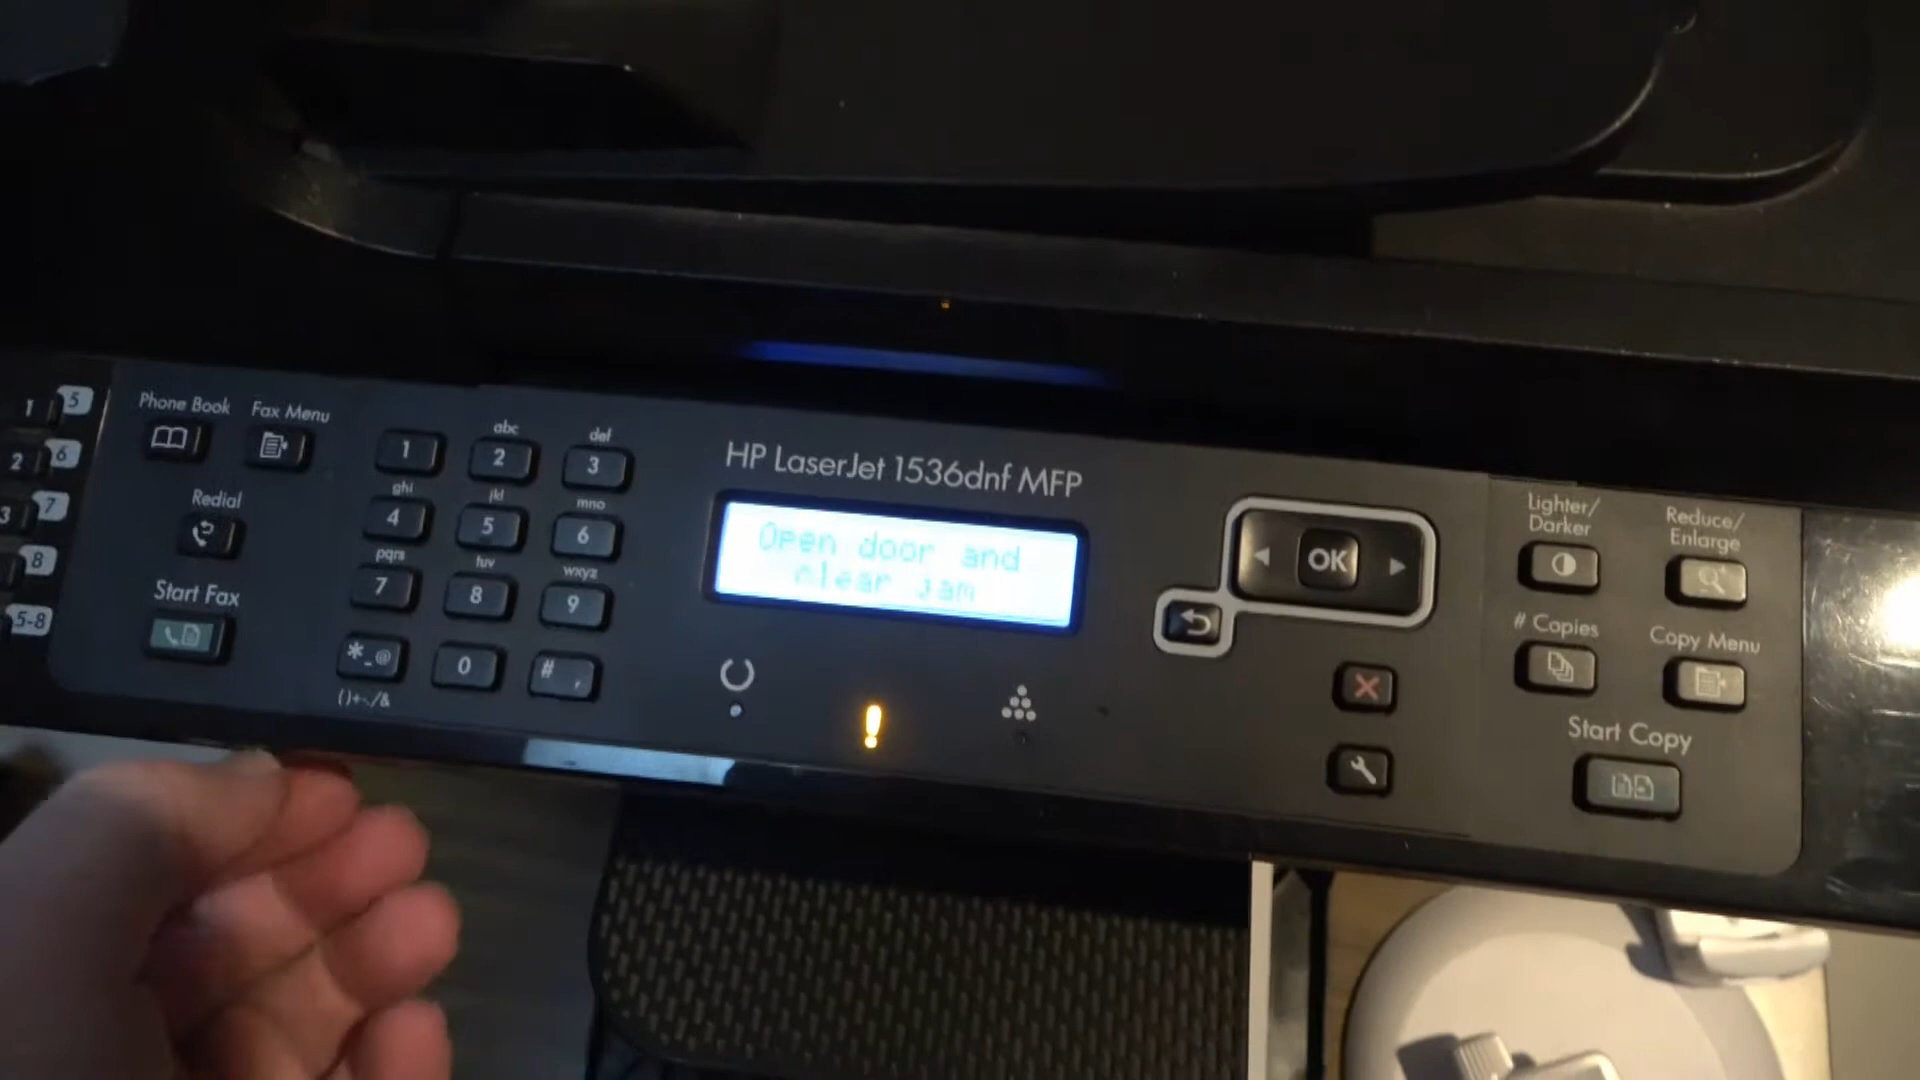 HP LaserJet 1536dnf MFP
Open door and
clear jam
1 5
2 6
3 7
8
5-8
Phone Book
Fax Menu
Redial
Start Fax
1
abc
2
def
3
ghi
4
jkl
5
mno
6
pqrs
7
tuv
8
wxyz
9
*_@
0
# ,
()+-./&
!
OK
Lighter/
Darker
Reduce/
Enlarge
# Copies
Copy Menu
Start Copy